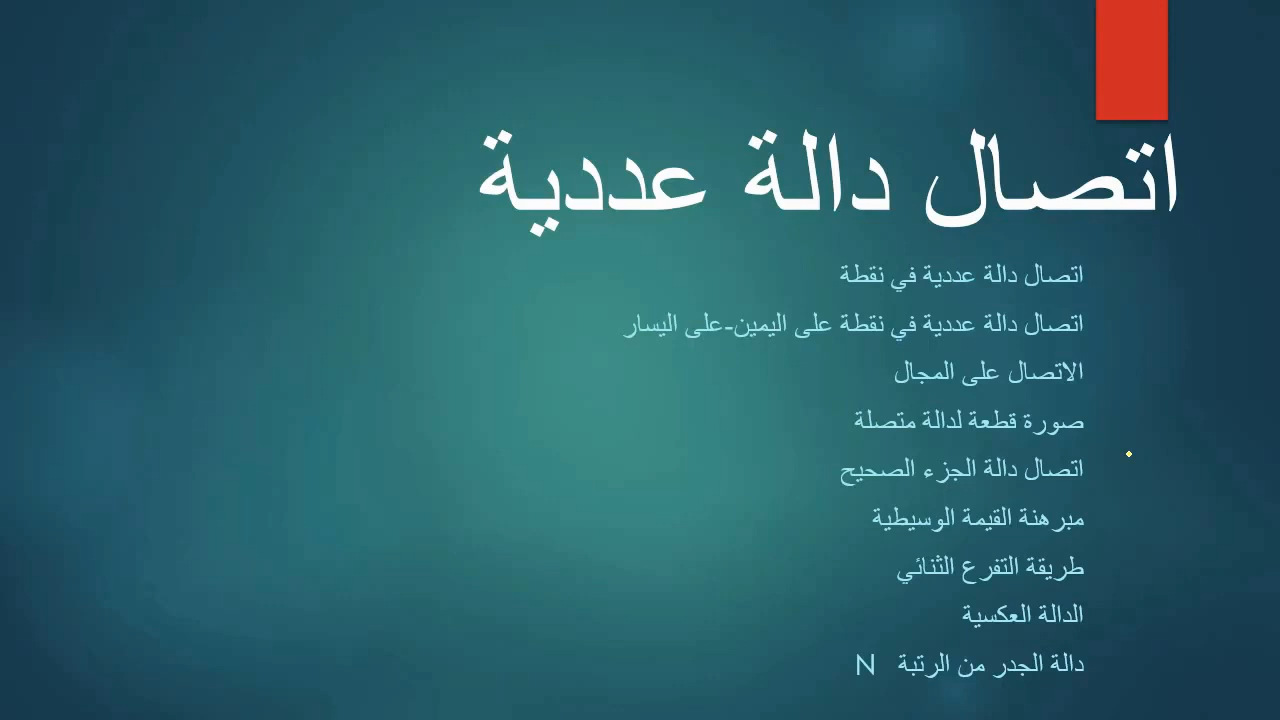 اتصال دالة عددية
اتصال دالة عددية في نقطة
اتصال دالة عددية في نقطة على اليمين-على اليسار
الاتصال على المجال
صورة قطعة لدالة متصلة
اتصال دالة الجزء الصحيح
مبرهنة القيمة الوسيطية
طريقة التفرع الثنائي
الدالة العكسية
دالة الجدر من الرتبة N